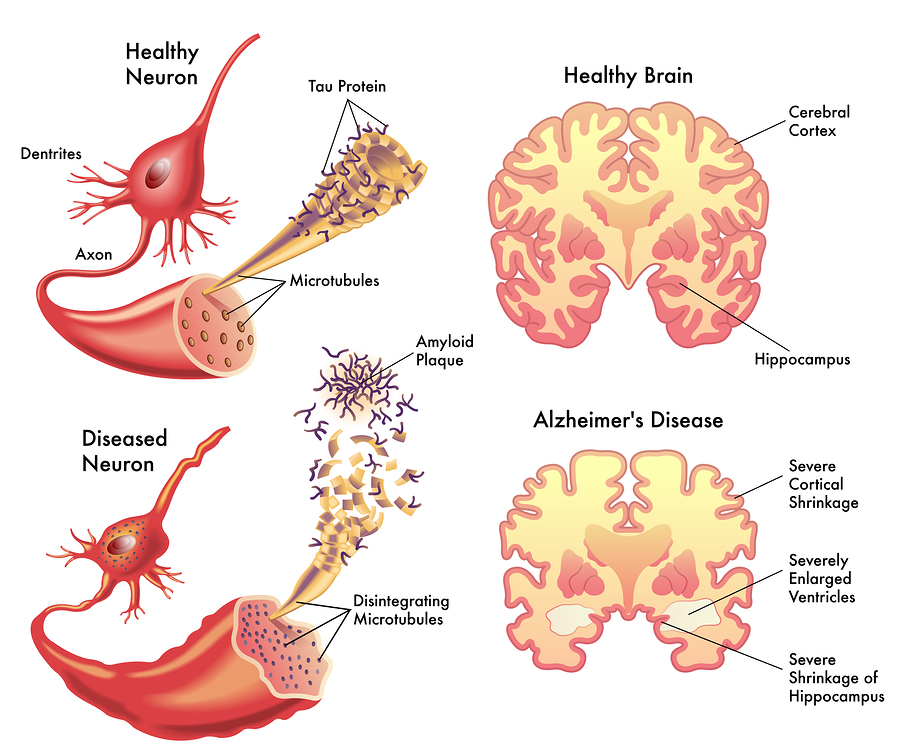 Healthy
Neuron
Tau Protein
Dentrites
Axon
Microtubules
Healthy Brain
Cerebral
Cortex
Hippocampus
Amyloid
Plaque
Diseased
Neuron
Disintegrating
Microtubules
Alzheimer's Disease
Severe
Cortical
Shrinkage
Severely
Enlarged
Ventricles
Severe
Shrinkage of
Hippocampus